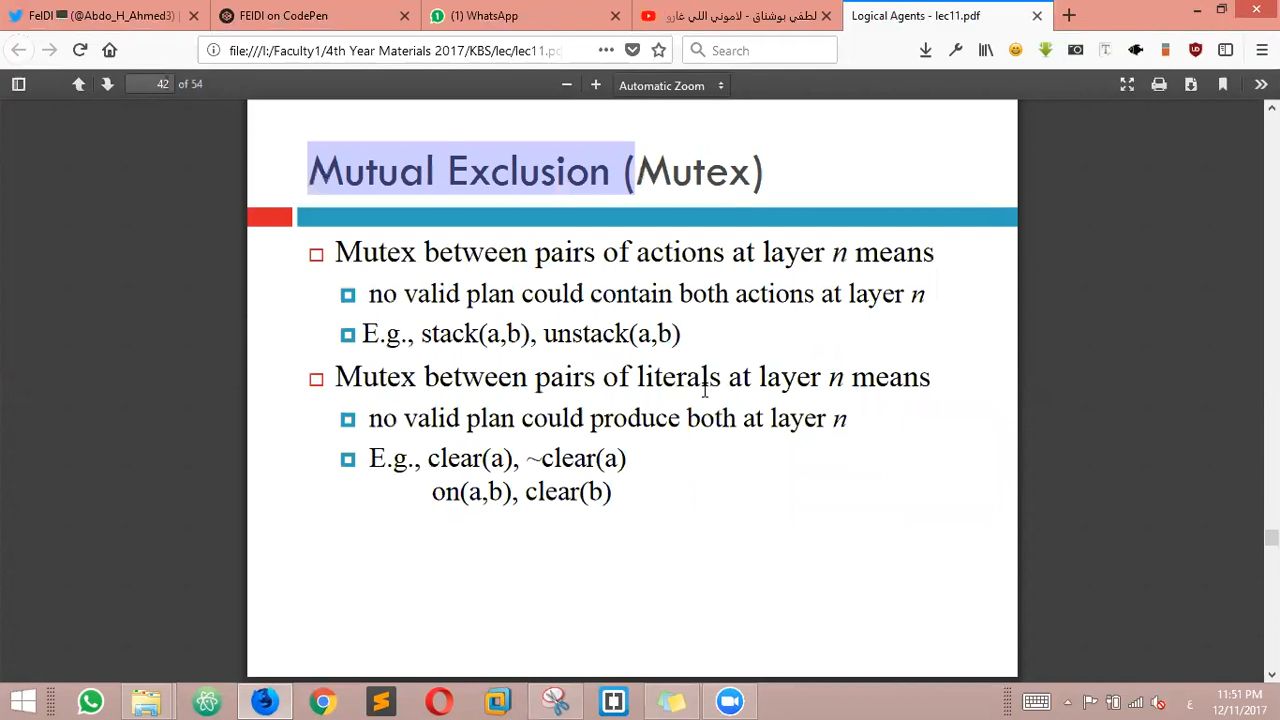 FeIDI (@Abdo_H_Ahmed3) |
FEIDI on CodePen
(1) WhatsApp
لطفي بوشناق - لاموني اللي غارو
Logical Agents - lec11.pdf
file:///I:/Faculty1/4th Year Materials 2017/KBS/lec/lec11.pd
Search
42 of 54
Automatic Zoom
Mutual Exclusion (Mutex)
Mutex between pairs of actions at layer n means
no valid plan could contain both actions at layer n
E.g., stack(a,b), unstack(a,b)
Mutex between pairs of literals at layer n means
no valid plan could produce both at layer n
E.g., clear(a), ~clear(a)
on(a,b), clear(b)
11:51 PM
ع
12/11/2017